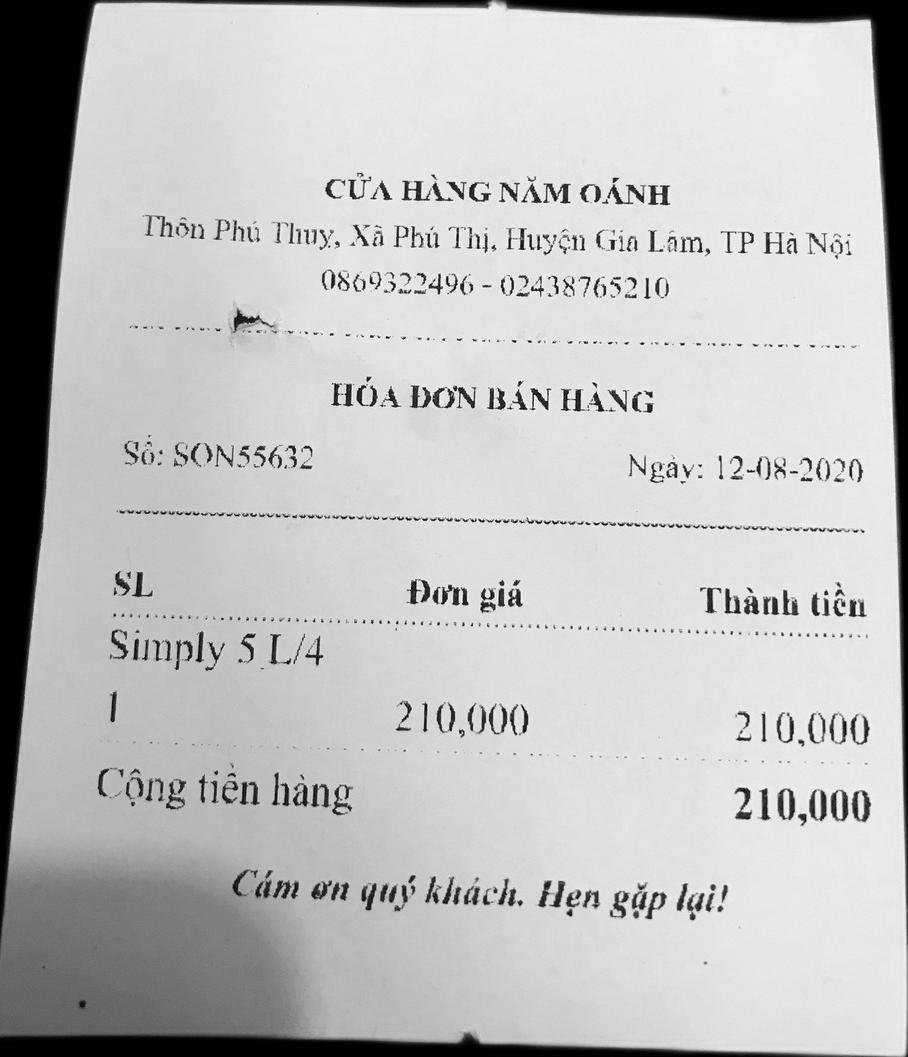 CỬA HÀNG NĂM OÁNH
Thôn Phú Thuy, Xã Phú Thị, Huyện Gia Lâm, TP Hà Nội
0869322496 - 02438765210
HÓA ĐƠN BÁN HÀNG
Số: SON55632 Ngày: 12-08-2020
SL Đơn giá Thành tiền
Simply 5 L/4
1 210,000 210,000
Cộng tiền hàng 210,000
Cám ơn quý khách. Hẹn gặp lại!